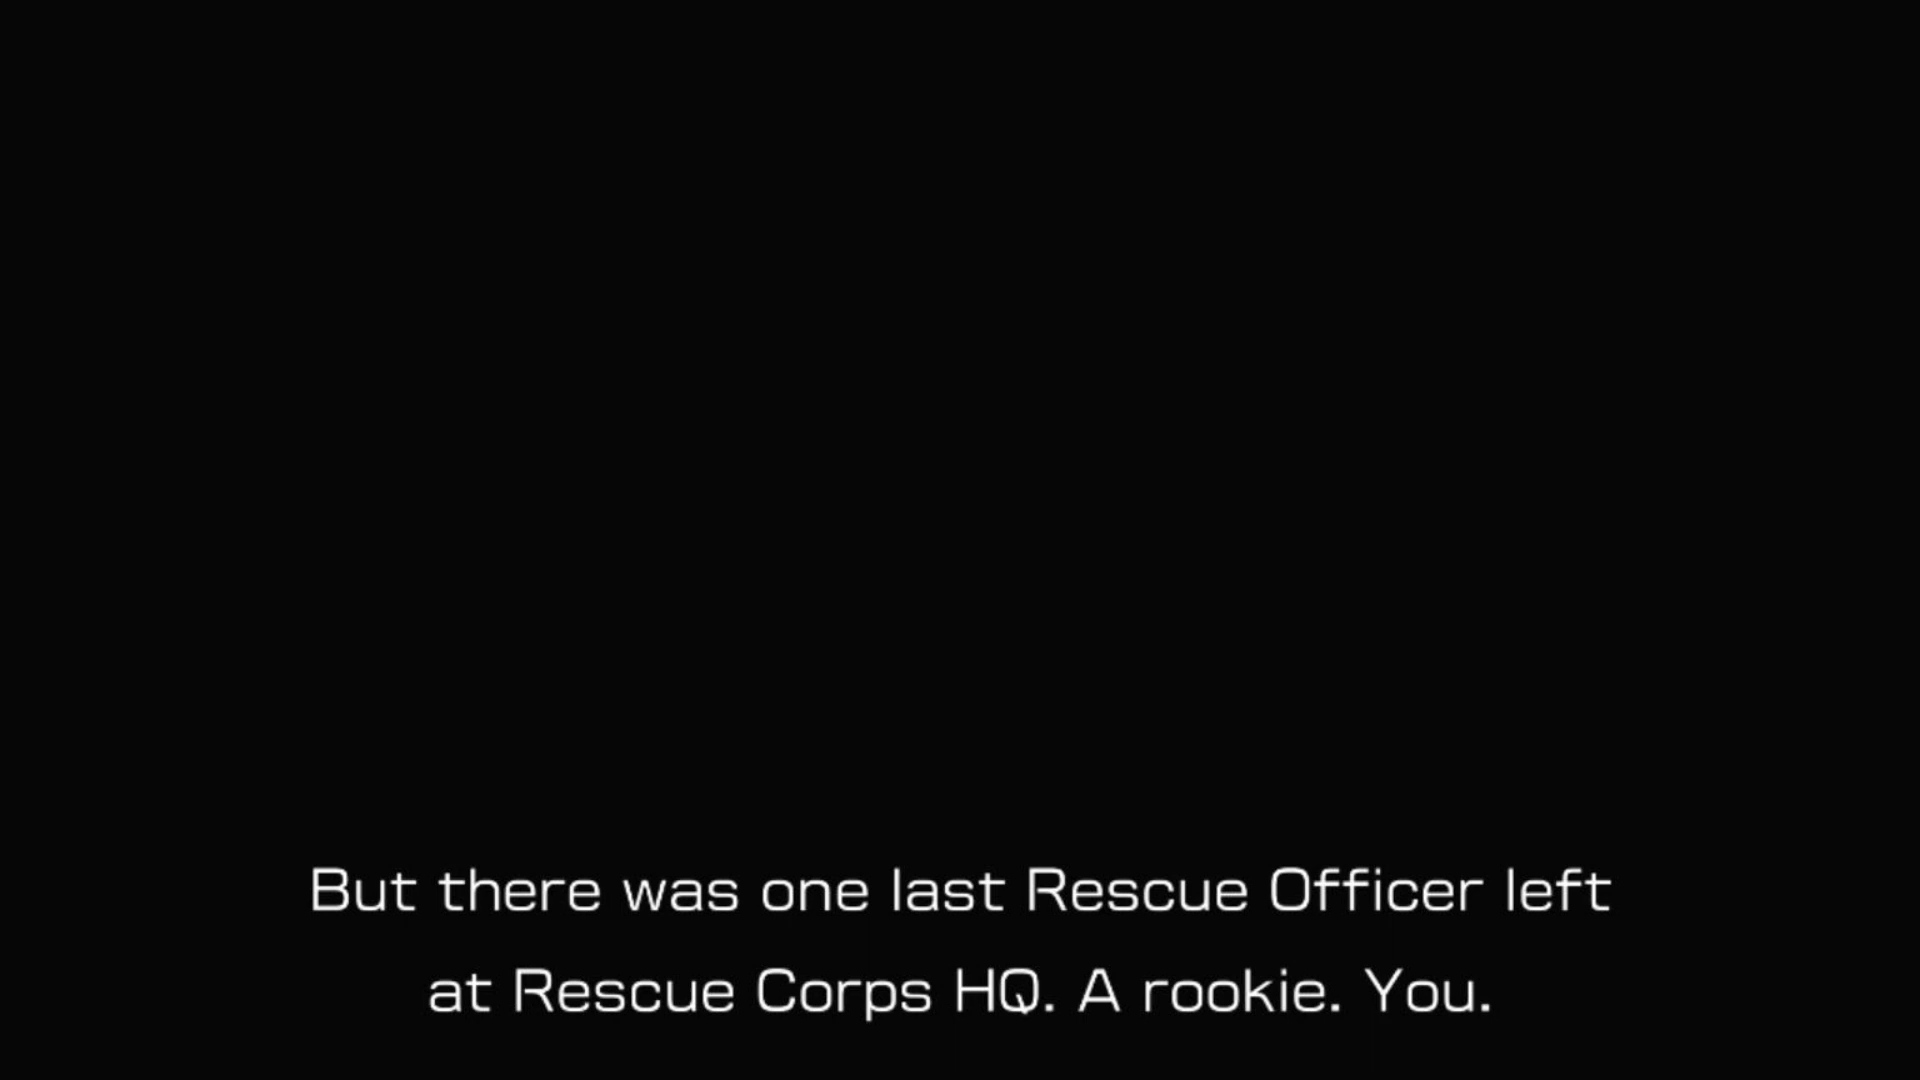 But there was one last Rescue Officer left
at Rescue Corps HQ. A rookie. You.